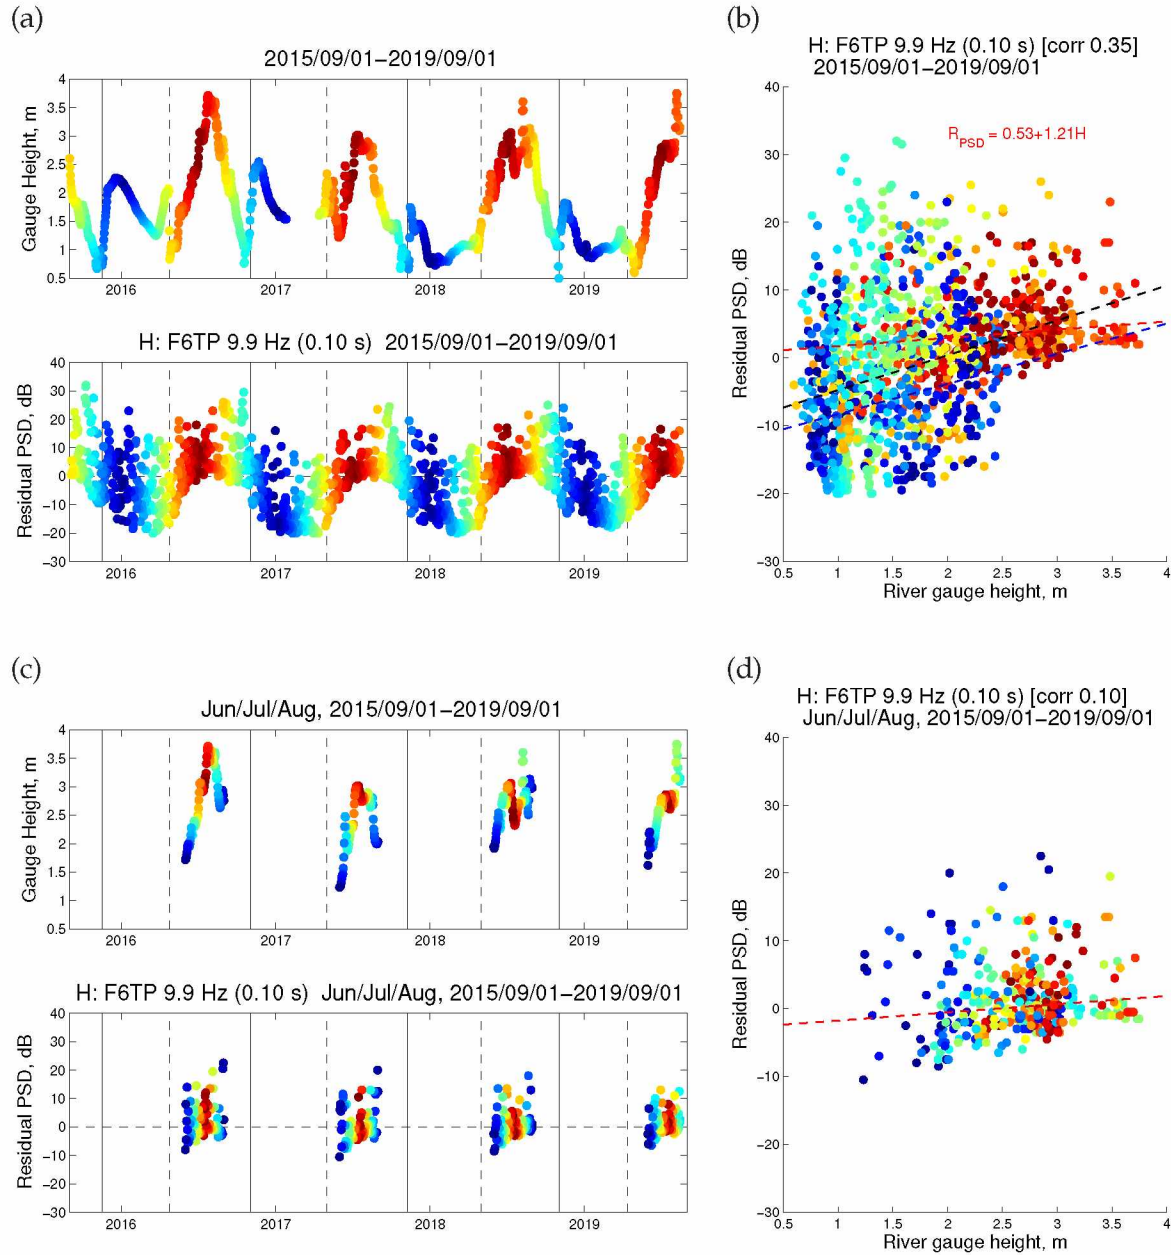 (a)
2015/09/01−2019/09/01
Gauge Height, m
4
3.5
3
2.5
2
1.5
1
0.5
2016 2017 2018 2019
H: F6TP 9.9 Hz (0.10 s) 2015/09/01−2019/09/01
Residual PSD, dB
40
30
20
10
0
−10
−20
−30
2016 2017 2018 2019
(b)
H: F6TP 9.9 Hz (0.10 s) [corr 0.35]
2015/09/01−2019/09/01
R_PSD = 0.53+1.21H
Residual PSD, dB
40
30
20
10
0
−10
−20
−30
0.5 1 1.5 2 2.5 3 3.5 4
River gauge height, m
(c)
Jun/Jul/Aug, 2015/09/01−2019/09/01
Gauge Height, m
4
3.5
3
2.5
2
1.5
1
0.5
2016 2017 2018 2019
H: F6TP 9.9 Hz (0.10 s) Jun/Jul/Aug, 2015/09/01−2019/09/01
Residual PSD, dB
40
30
20
10
0
−10
−20
−30
2016 2017 2018 2019
(d)
H: F6TP 9.9 Hz (0.10 s) [corr 0.10]
Jun/Jul/Aug, 2015/09/01−2019/09/01
Residual PSD, dB
40
30
20
10
0
−10
−20
−30
0.5 1 1.5 2 2.5 3 3.5 4
River gauge height, m